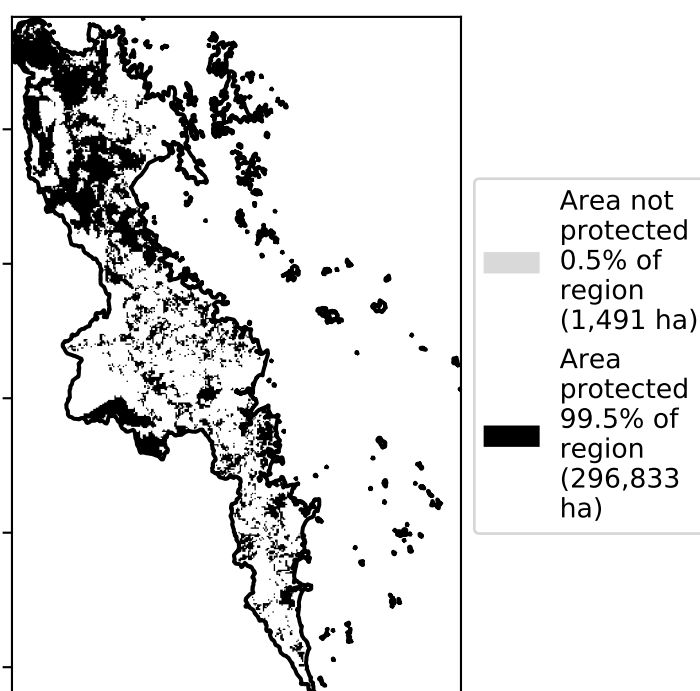 Area not
protected
0.5% of
region
(1,491 ha)
Area
protected
99.5% of
region
(296,833
ha)